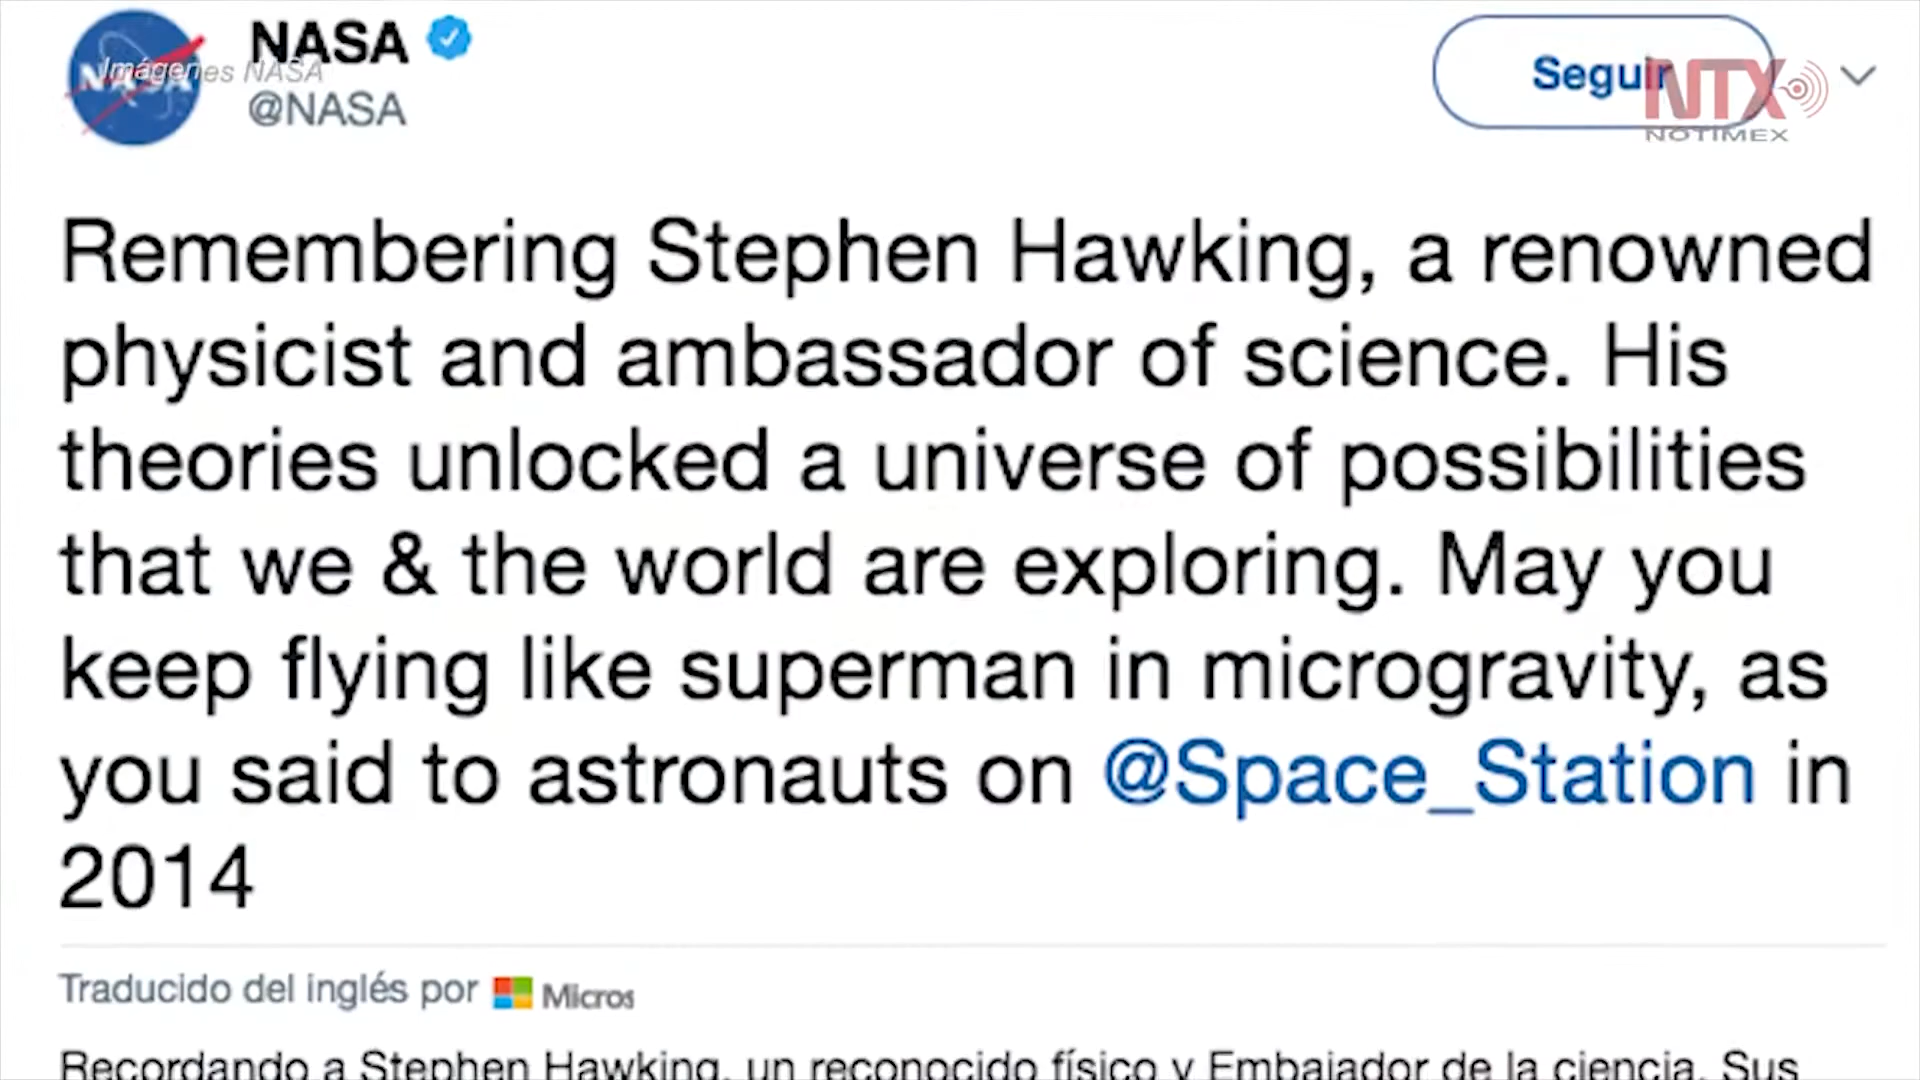 NASA
Imágenes NASA
NASA
@NASA
Seguir
NTX
NOTIMEX
Remembering Stephen Hawking, a renowned
physicist and ambassador of science. His
theories unlocked a universe of possibilities
that we & the world are exploring. May you
keep flying like superman in microgravity, as
you said to astronauts on @Space_Station in
2014
Traducido del inglés por Micros
Recordando a Stephen Hawking, un reconocido físico y Embajador de la ciencia. Sus